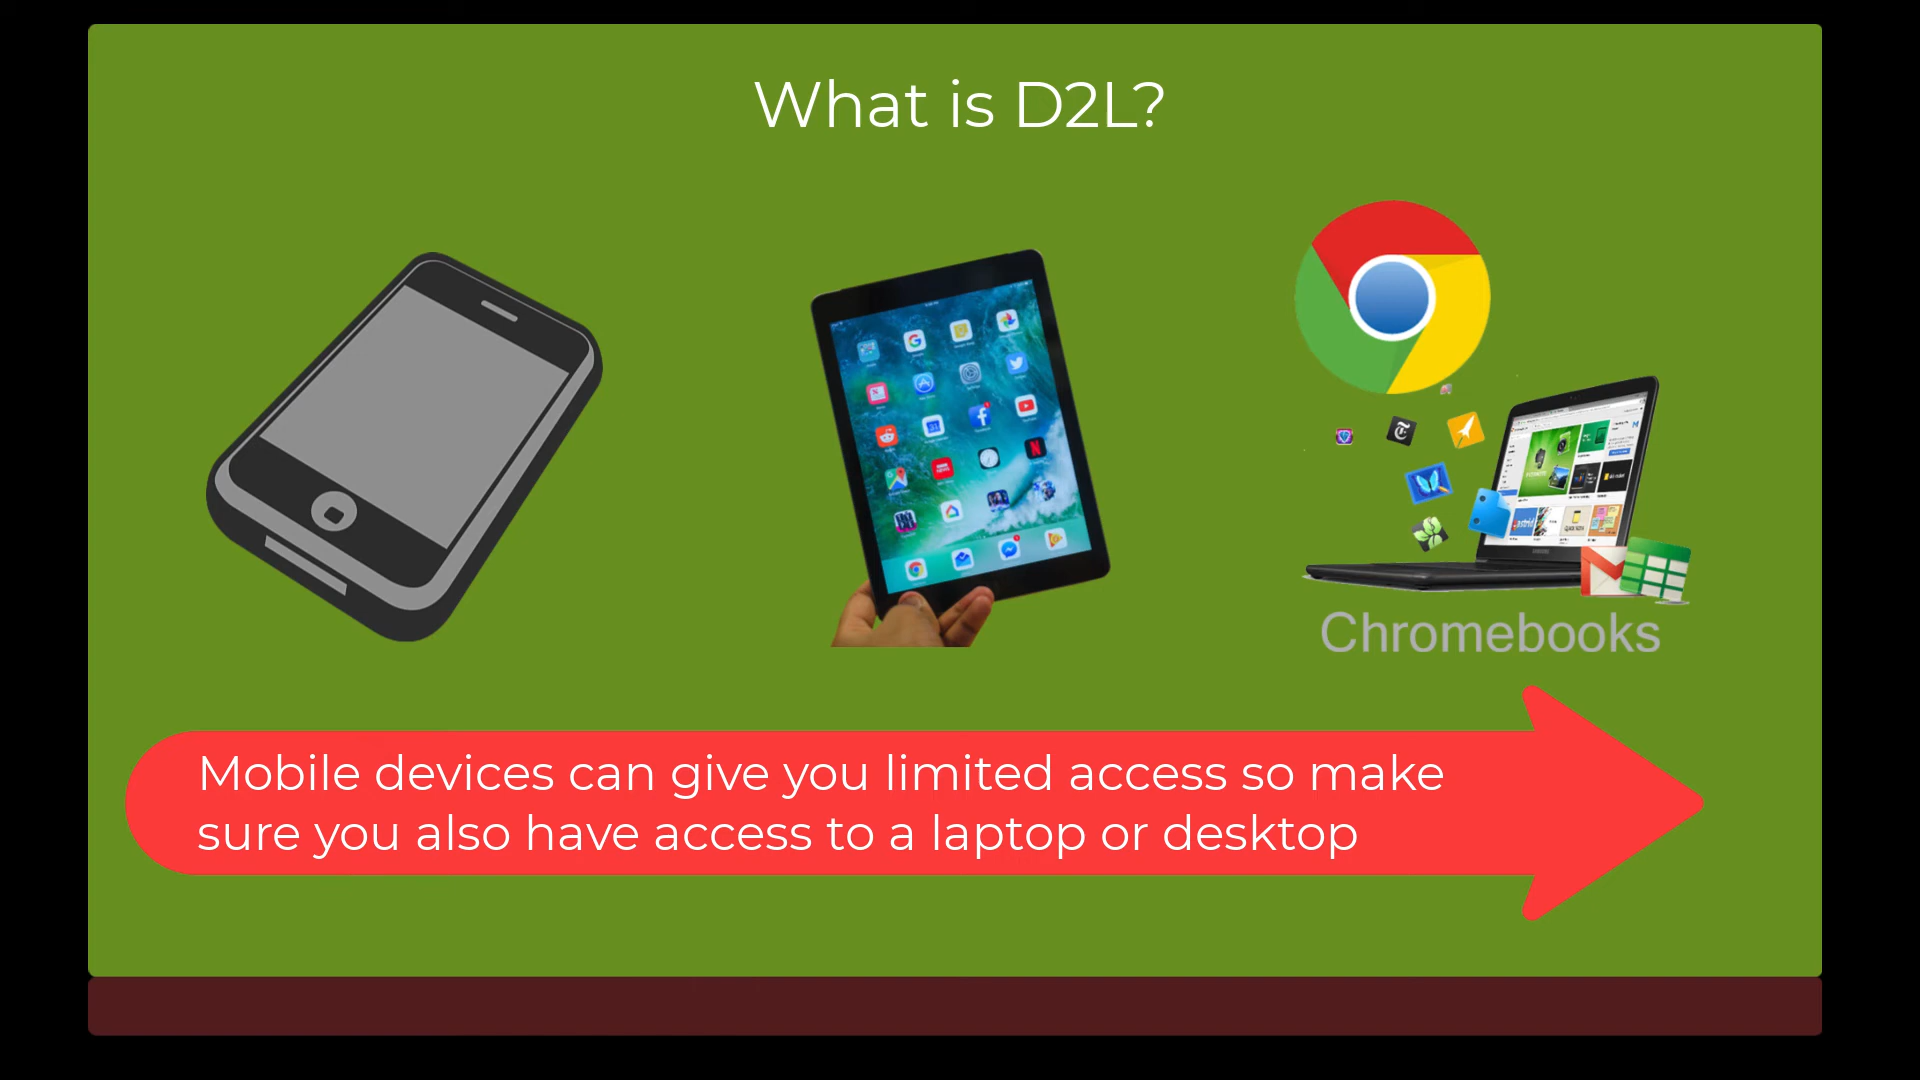 What is D2L?
Chromebooks
Mobile devices can give you limited access so make
sure you also have access to a laptop or desktop